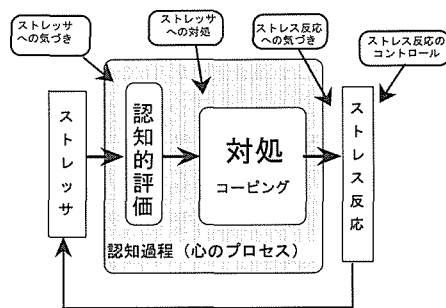 ストレッサ
への気づき
ストレッサ
への対処
ストレス反応
への気づき
ストレス反応の
コントロール
ストレッサ
認知的評価
対処
コーピング
ストレス反応
認知過程（心のプロセス）